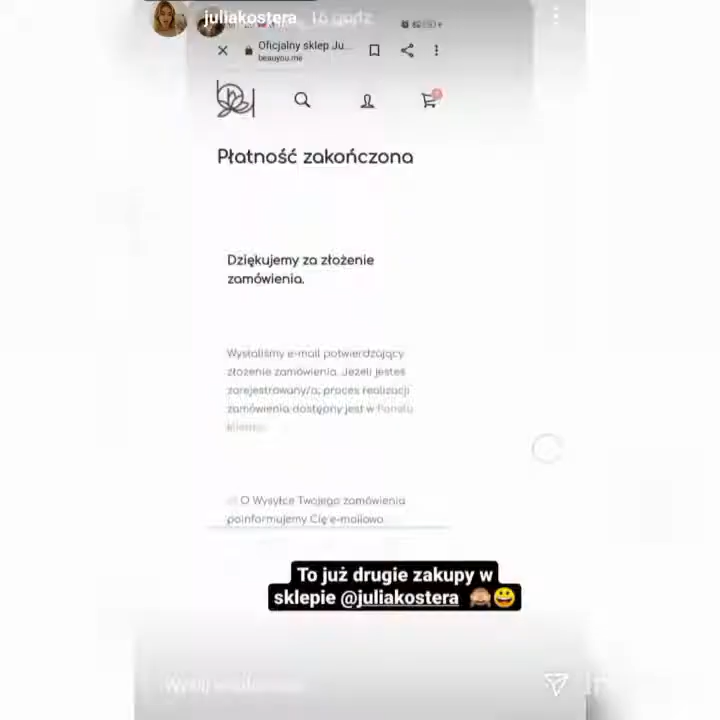 juliakostera 16 godz.
Oficjalny sklep Ju...
beauyou.me
Płatność zakończona
Dziękujemy za złożenie
zamówienia.
Wysłaliśmy e-mail potwierdzający
złożenie zamówienia. Jeżeli jesteś
zarejestrowany/a, proces realizacji
zamówienia dostępny jest w Panelu
klienta.
O Wysyłce Twojego zamówienia
poinformujemy Cię e-mailowo.
To już drugie zakupy w
sklepie @juliakostera 🙈😃